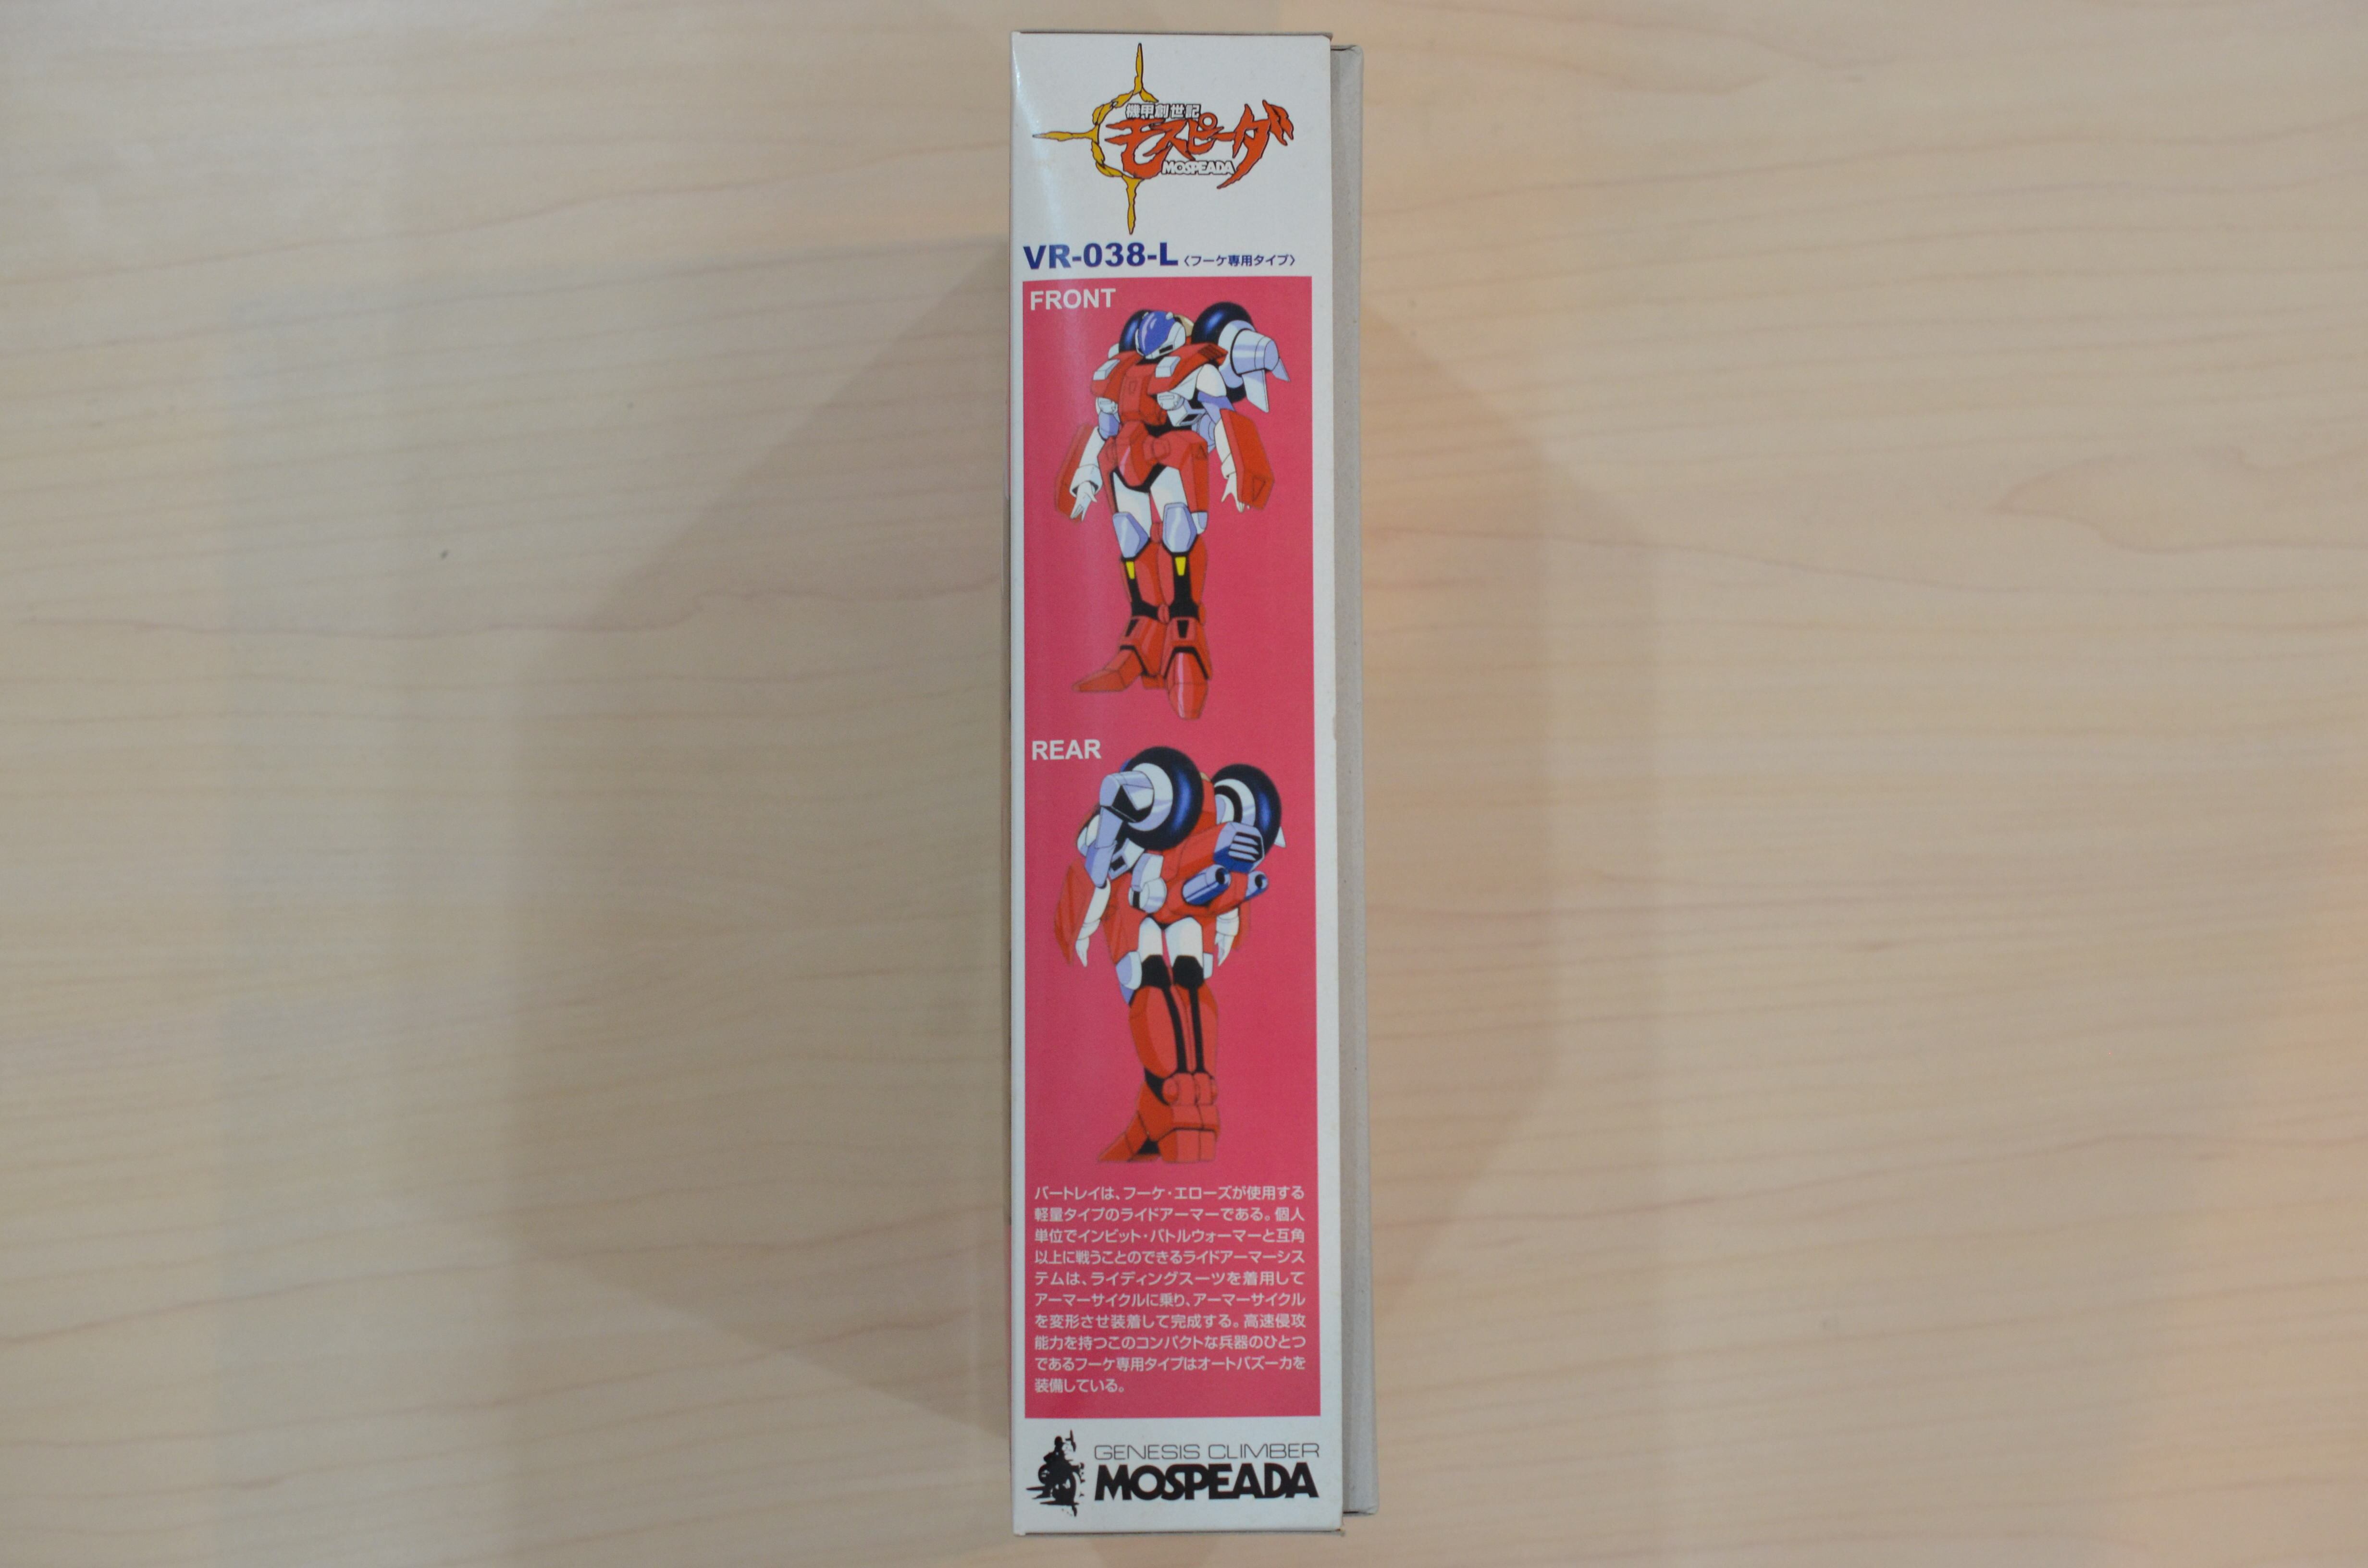 機甲創世記
モスピーダ
MOSPEADA
VR-038-L〈フーケ専用タイプ〉
FRONT
REAR
バートレイは、フーケ・エローズが使用する
軽量タイプのライドアーマーである。個人
単位でインビット・バトルウォーマーと互角
以上に戦うことのできるライドアーマーシス
テムは、ライディングスーツを着用して
アーマーサイクルに乗り、アーマーサイクル
を変形させ装着して完成する。高速侵攻
能力を持つこのコンパクトな兵器のひとつ
であるフーケ専用タイプはオートバズーカを
装備している。
GENESIS CLIMBER
MOSPEADA